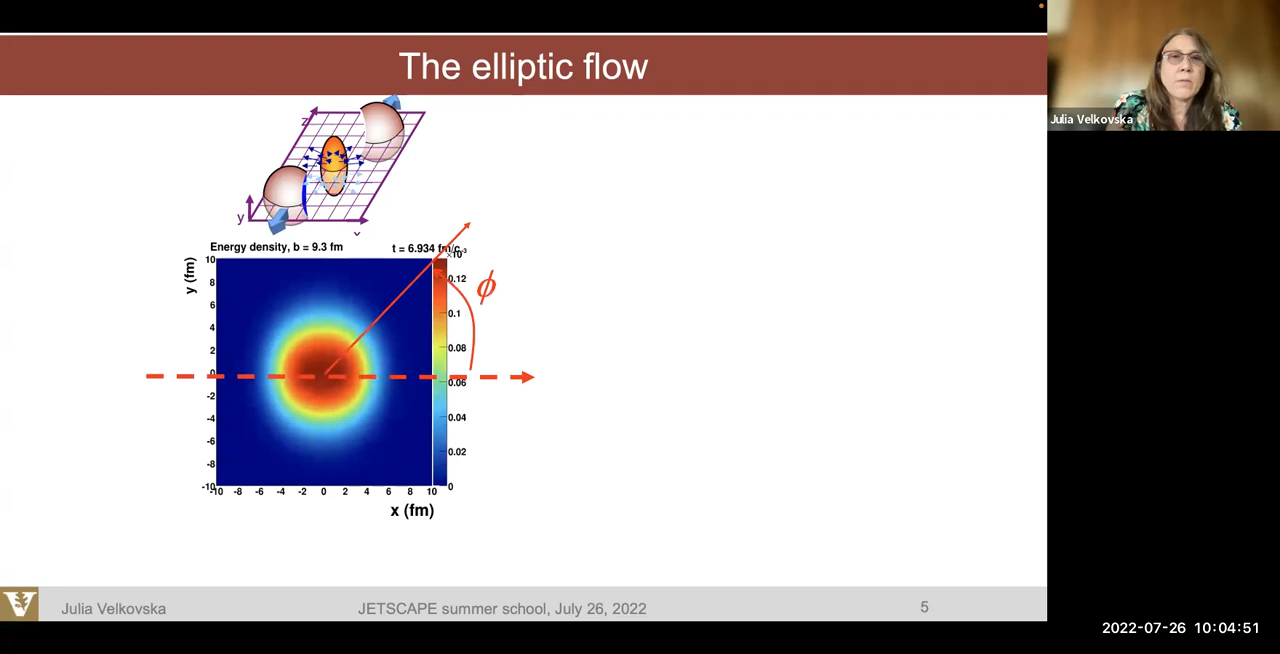 The elliptic flow
Julia Velkovska
z
y
x
Energy density, b = 9.3 fm
t = 6.934 fm/c
×10⁻³
y (fm)
10
8
6
4
2
0
-2
-4
-6
-8
-10
0.12
0.1
0.08
0.06
0.04
0.02
0
ϕ
-10 -8 -6 -4 -2 0 2 4 6 8 10
x (fm)
Julia Velkovska
JETSCAPE summer school, July 26, 2022
5
2022-07-26 10:04:51